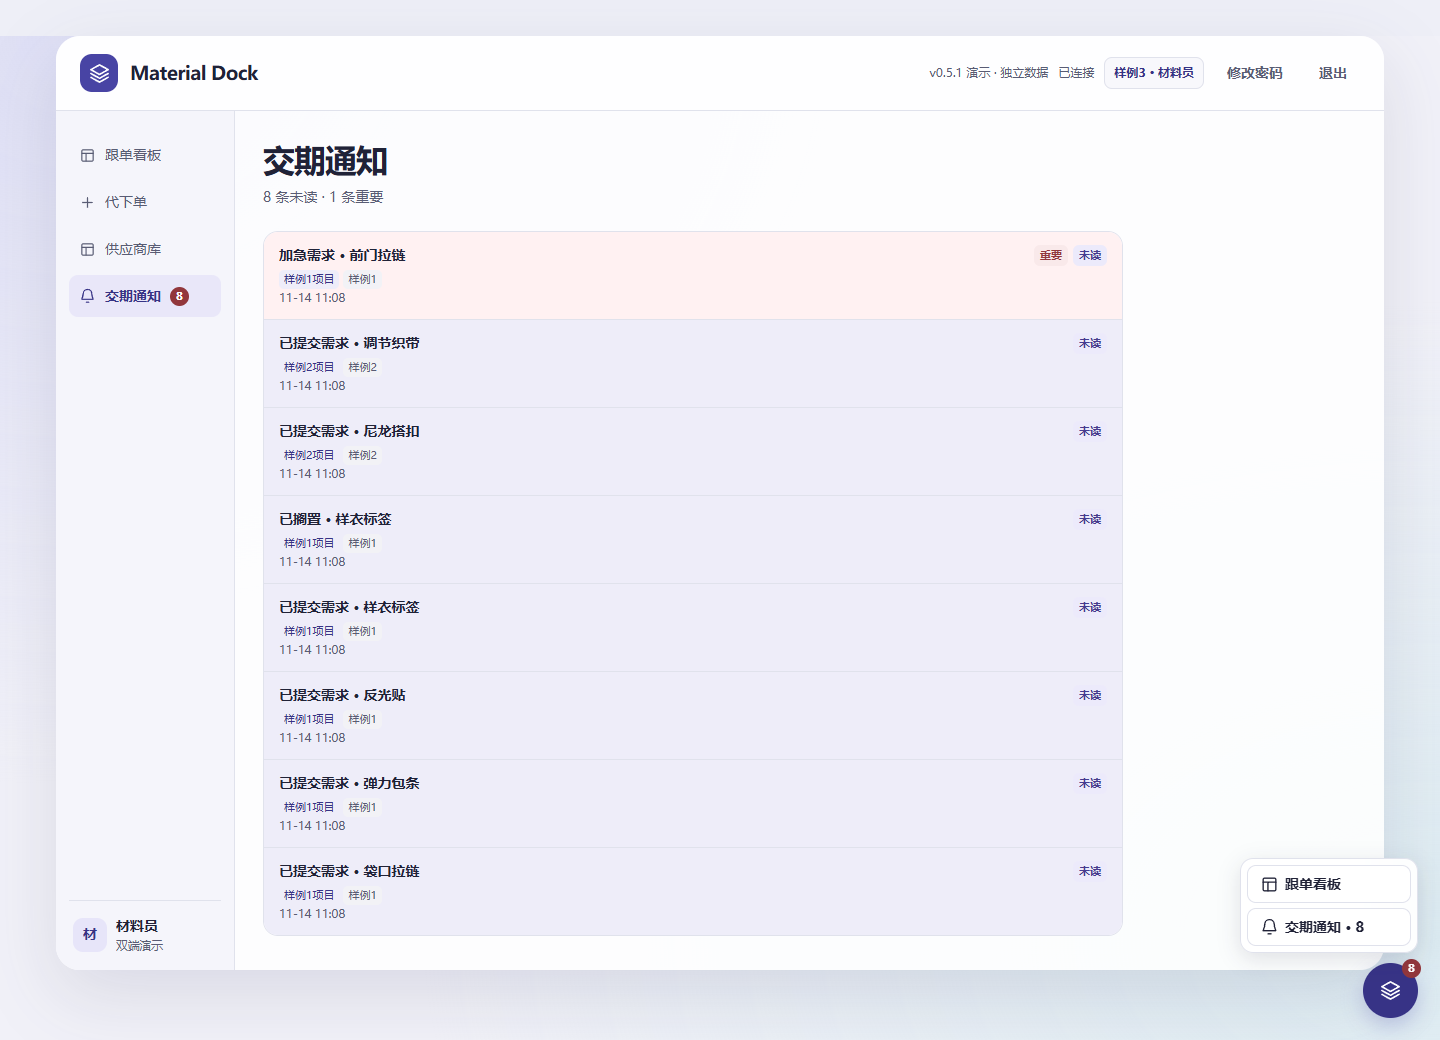 Material Dock
v0.5.1 演示 · 独立数据 已连接 样例3 • 材料员 修改密码 退出
跟单看板
代下单
供应商库
交期通知 8
交期通知
8 条未读 · 1 条重要
加急需求 • 前门拉链 重要 未读
样例1项目 样例1
11-14 11:08
已提交需求 • 调节织带 未读
样例2项目 样例2
11-14 11:08
已提交需求 • 尼龙搭扣 未读
样例2项目 样例2
11-14 11:08
已搁置 • 样衣标签 未读
样例1项目 样例1
11-14 11:08
已提交需求 • 样衣标签 未读
样例1项目 样例1
11-14 11:08
已提交需求 • 反光贴 未读
样例1项目 样例1
11-14 11:08
已提交需求 • 弹力包条 未读
样例1项目 样例1
11-14 11:08
已提交需求 • 袋口拉链 未读
样例1项目 样例1
11-14 11:08
材 材料员
双端演示
跟单看板
交期通知 • 8
8